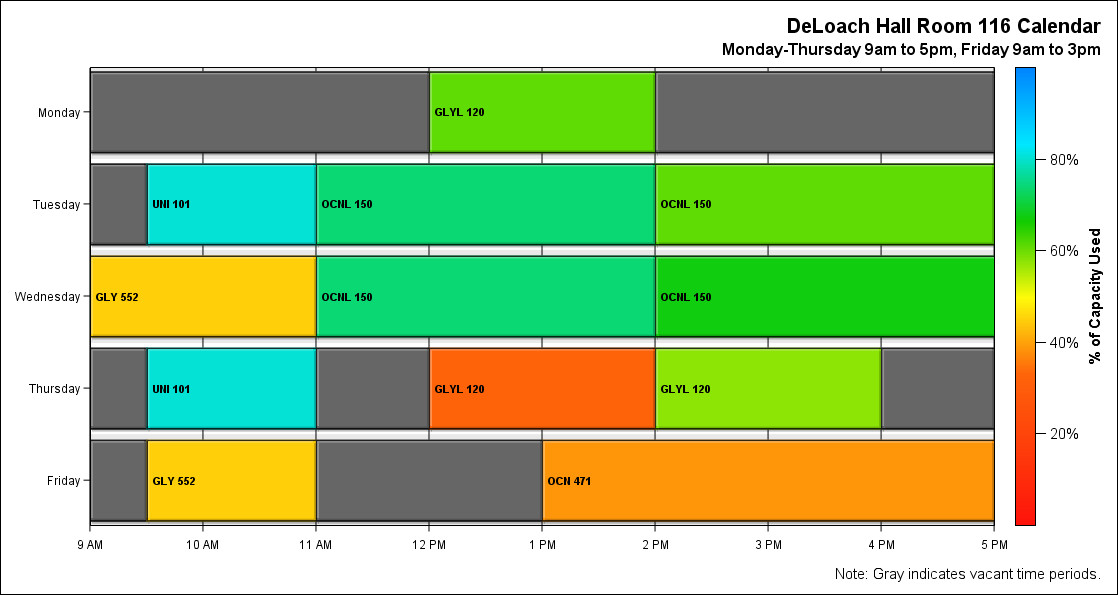 DeLoach Hall Room 116 Calendar
Monday-Thursday 9am to 5pm, Friday 9am to 3pm
Monday
GLYL 120
Tuesday
UNI 101
OCNL 150
OCNL 150
Wednesday
GLY 552
OCNL 150
OCNL 150
Thursday
UNI 101
GLYL 120
GLYL 120
Friday
GLY 552
OCN 471
9 AM
10 AM
11 AM
12 PM
1 PM
2 PM
3 PM
4 PM
5 PM
80%
60%
40%
20%
% of Capacity Used
Note: Gray indicates vacant time periods.